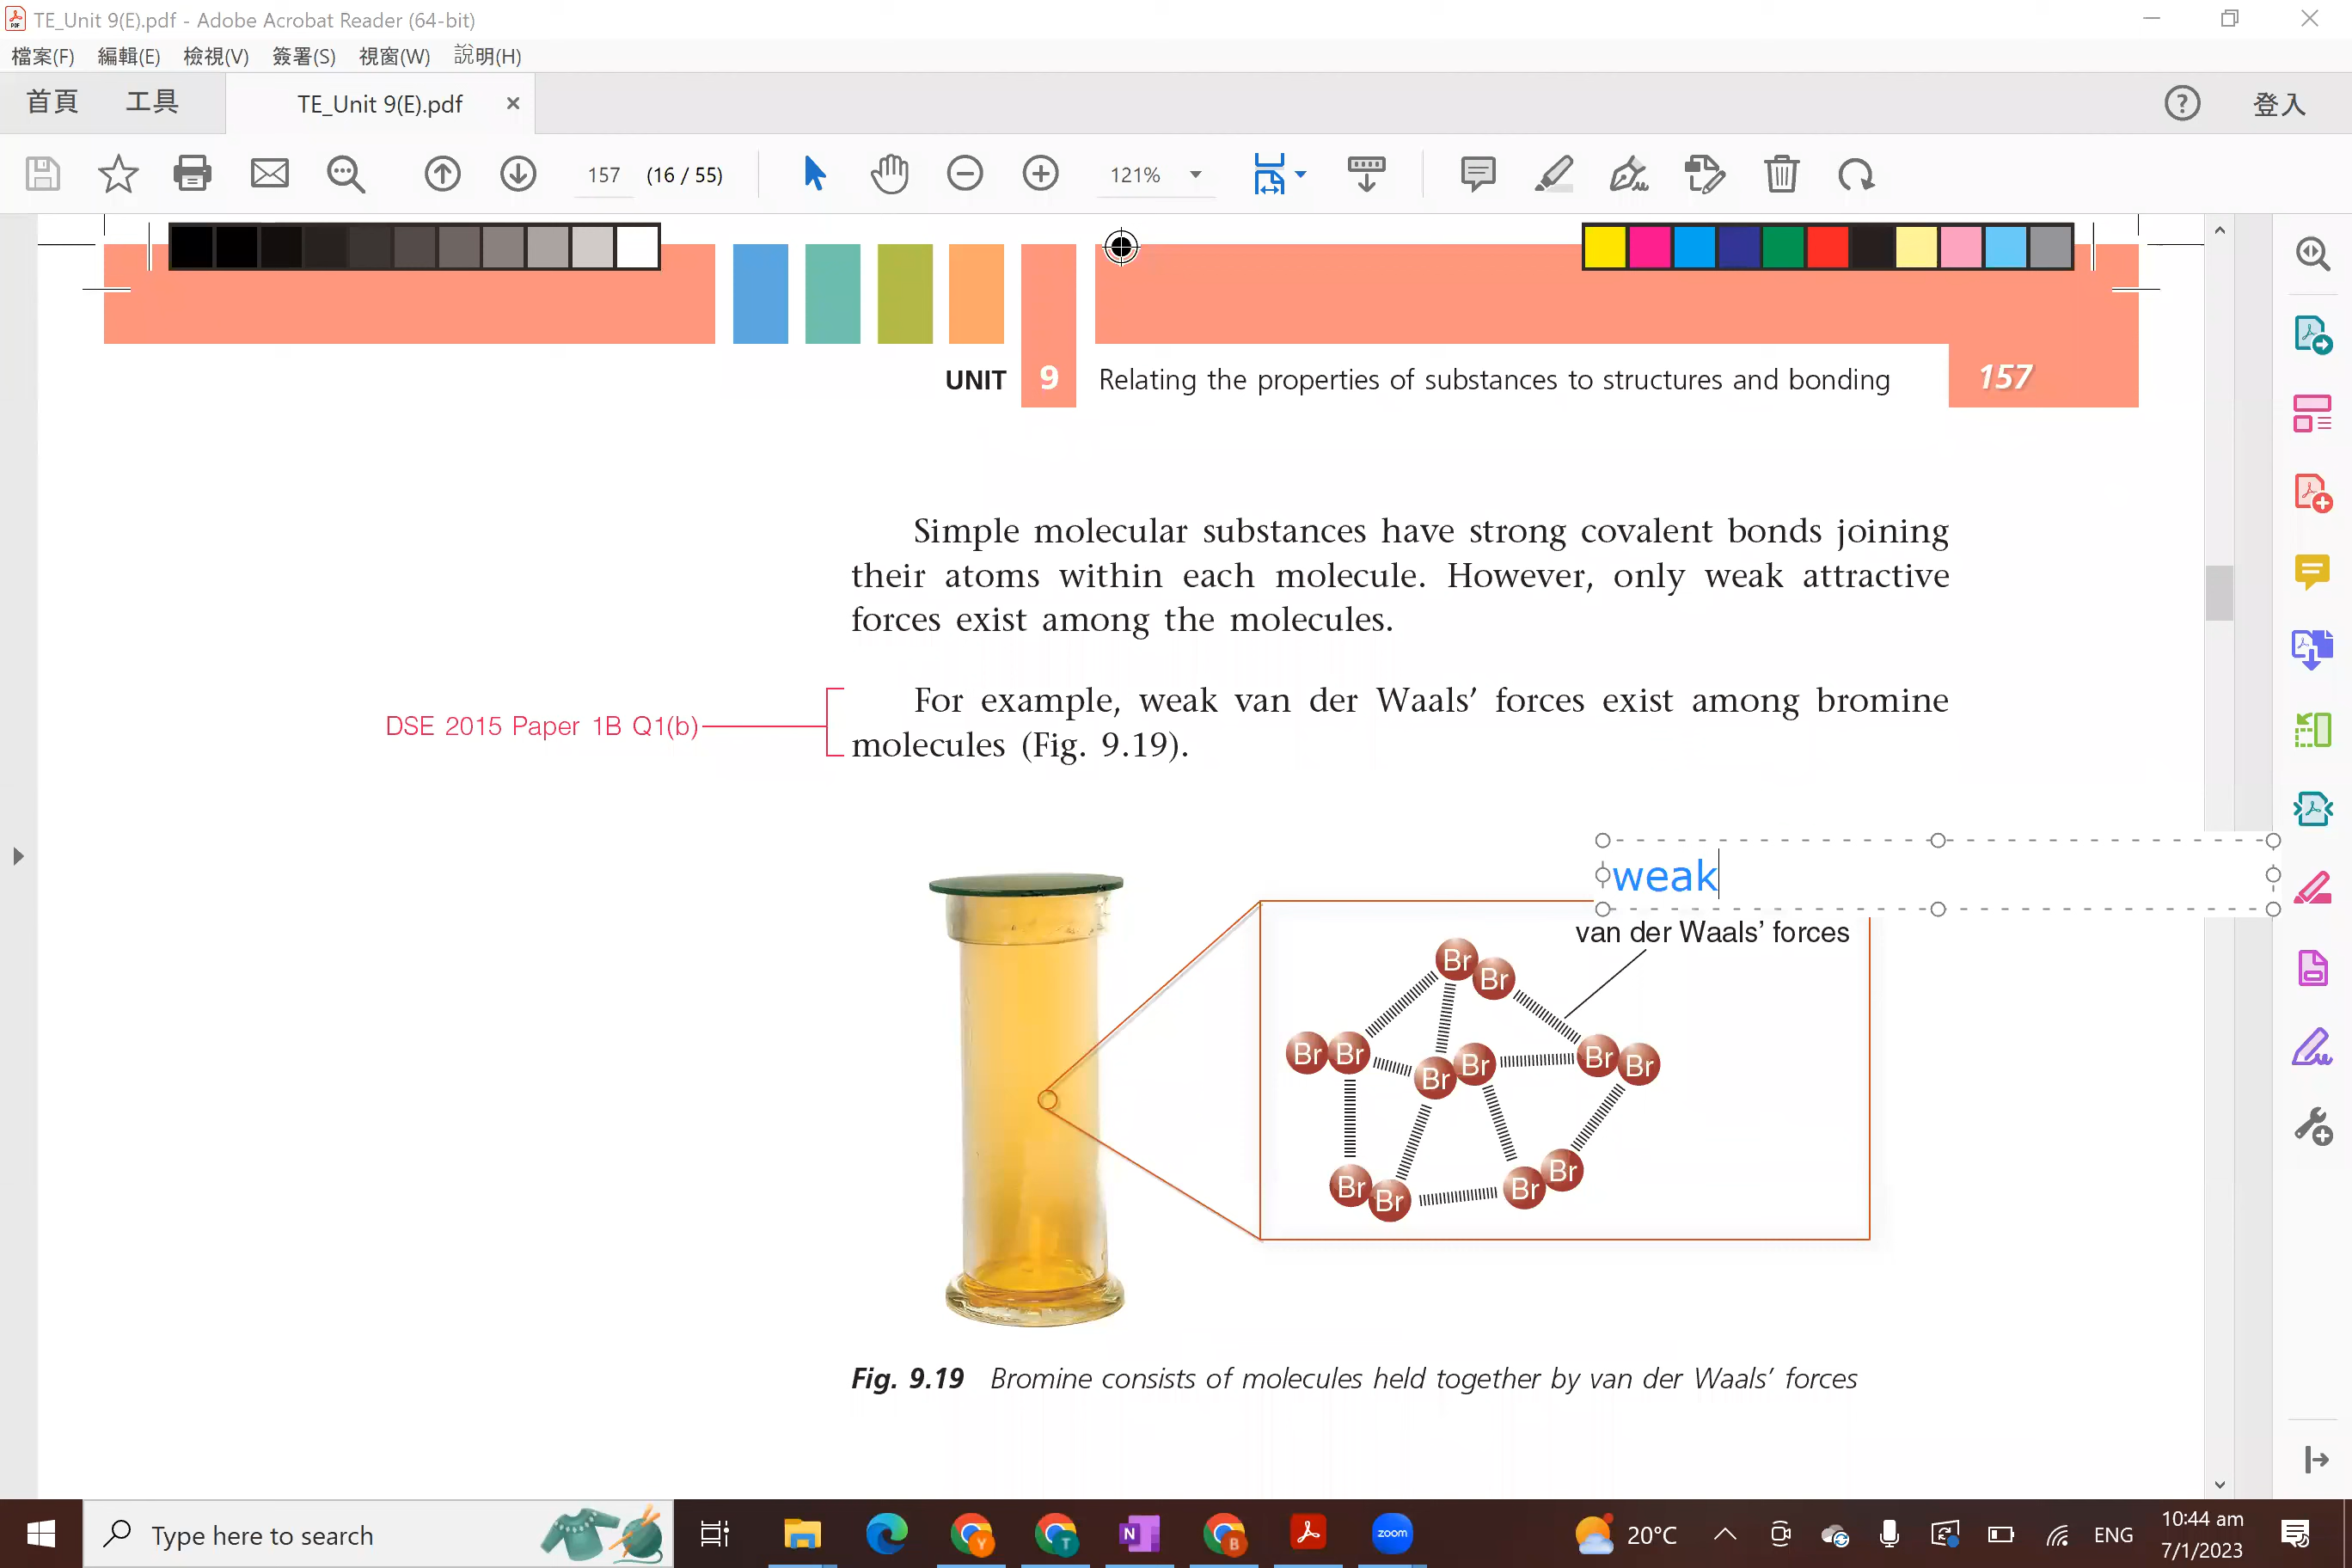 TE_Unit 9(E).pdf - Adobe Acrobat Reader (64-bit)
檔案(F) 編輯(E) 檢視(V) 簽署(S) 視窗(W) 說明(H)
首頁 工具 TE_Unit 9(E).pdf 登入
157 (16 / 55) 121%
UNIT 9 Relating the properties of substances to structures and bonding 157
Simple molecular substances have strong covalent bonds joining
their atoms within each molecule. However, only weak attractive
forces exist among the molecules.
For example, weak van der Waals’ forces exist among bromine
DSE 2015 Paper 1B Q1(b)
molecules (Fig. 9.19).
weak
van der Waals’ forces
Br Br
Br Br Br Br Br Br
Br Br Br Br
Fig. 9.19 Bromine consists of molecules held together by van der Waals’ forces
Type here to search
N
zoom
20°C
ENG
10:44 am
7/1/2023